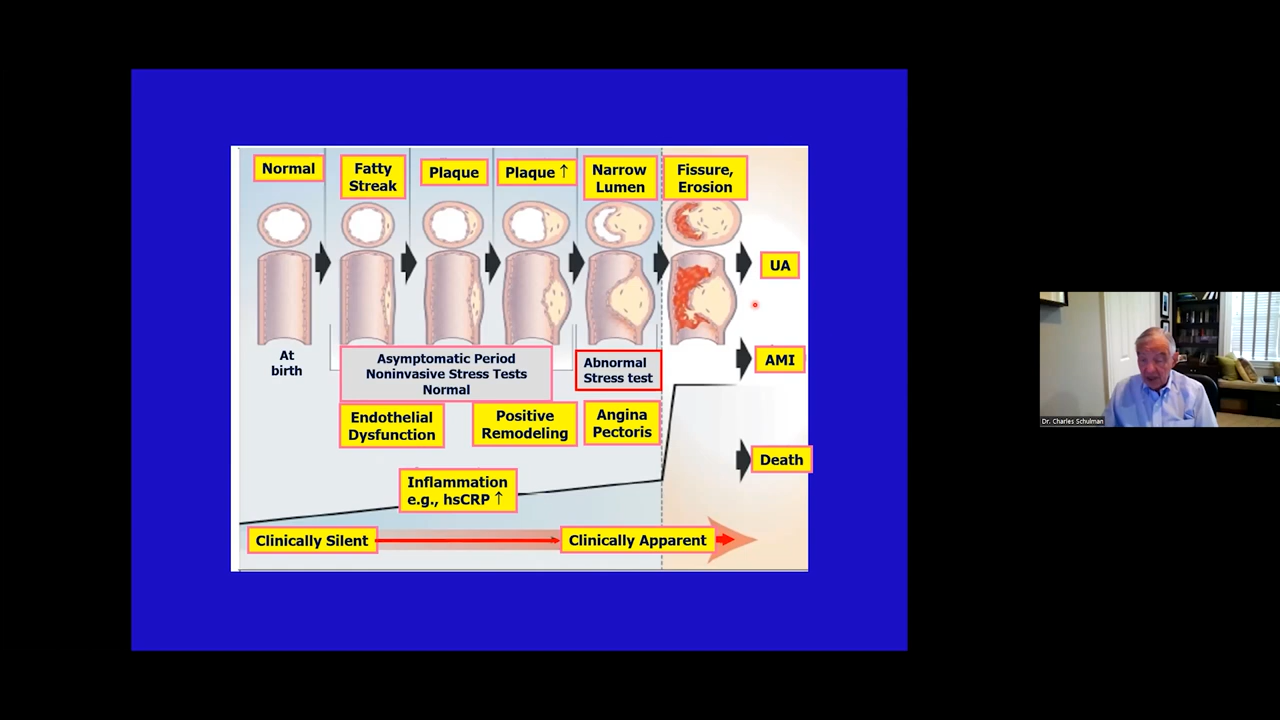 Normal
Fatty
Streak
Plaque
Plaque ↑
Narrow
Lumen
Fissure,
Erosion
UA
At
birth
Asymptomatic Period
Noninvasive Stress Tests
Normal
Abnormal
Stress test
AMI
Endothelial
Dysfunction
Positive
Remodeling
Angina
Pectoris
Death
Inflammation
e.g., hsCRP ↑
Clinically Silent
Clinically Apparent
Dr. Charles Schulman